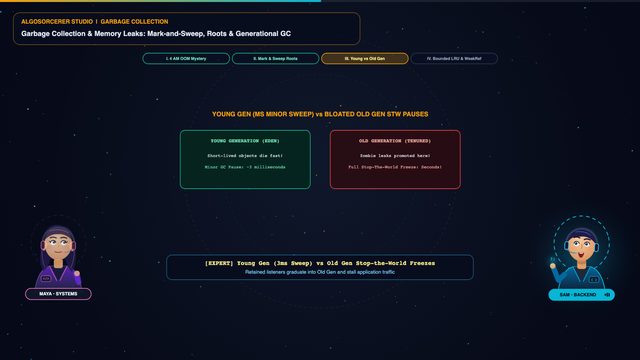 ALGOSORCERER STUDIO | GARBAGE COLLECTION
Garbage Collection & Memory Leaks: Mark-and-Sweep, Roots & Generational GC
I. 4 AM OOM Mystery
II. Mark & Sweep Roots
III. Young vs Old Gen
IV. Bounded LRU & WeakRef
YOUNG GEN (MS MINOR SWEEP) vs BLOATED OLD GEN STW PAUSES
YOUNG GENERATION (EDEN)
Short-lived objects die fast!
Minor GC Pause: ~3 milliseconds
OLD GENERATION (TENURED)
Zombie leaks promoted here!
Full Stop-The-World Freeze: Seconds!
[EXPERT] Young Gen (3ms Sweep) vs Old Gen Stop-the-World Freezes
Retained listeners graduate into Old Gen and stall application traffic
MAYA - SYSTEMS
SAM - BACKEND